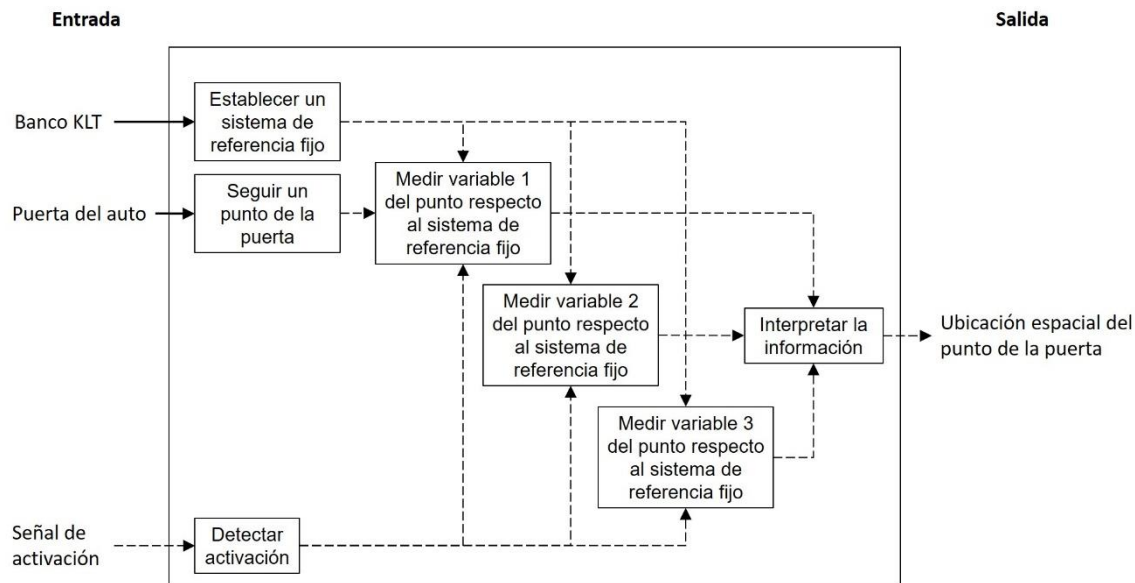 Entrada
Salida
Banco KLT
Establecer un
sistema de
referencia fijo
Puerta del auto
Seguir un
punto de la
puerta
Medir variable 1
del punto respecto
al sistema de
referencia fijo
Medir variable 2
del punto respecto
al sistema de
referencia fijo
Interpretar la
información
Ubicación espacial del
punto de la puerta
Medir variable 3
del punto respecto
al sistema de
referencia fijo
Señal de
activación
Detectar
activación